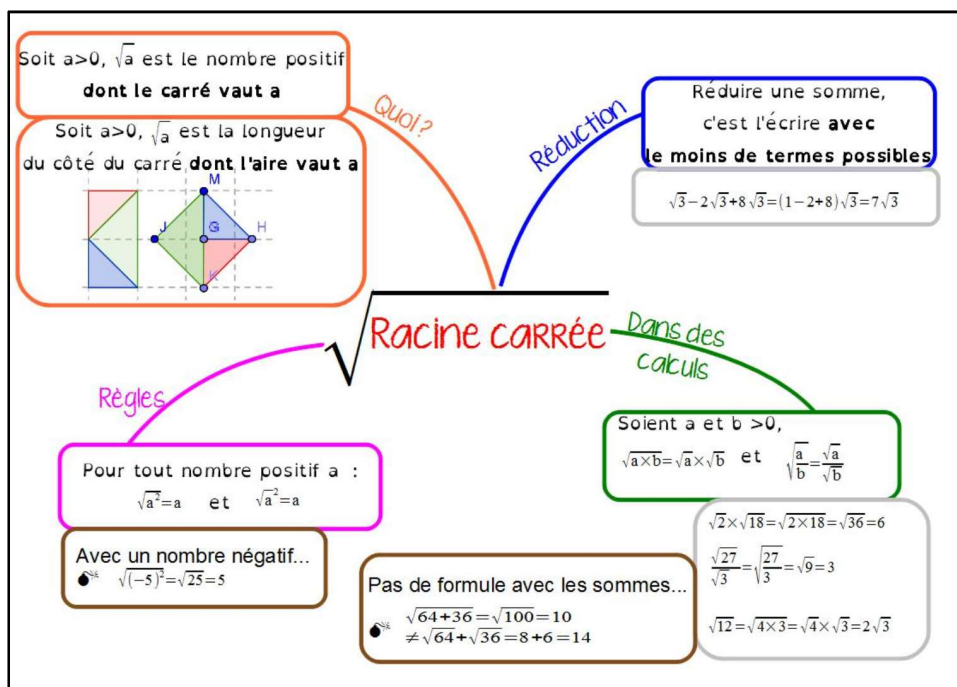 Soit a>0, √a est le nombre positif
dont le carré vaut a
Soit a>0, √a est la longueur
du côté du carré dont l'aire vaut a
M
J
G
H
K
Quoi?
Réduction
Réduire une somme,
c'est l'écrire avec
le moins de termes possibles
√3−2√3+8√3=(1−2+8)√3=7√3
√Racine carrée
Dans des
calculs
Soient a et b >0,
√(a×b)=√a×√b et √(a/b)=√a/√b
√2×√18=√(2×18)=√36=6
√27/√3=√(27/3)=√9=3
√12=√(4×3)=√4×√3=2√3
Règles
Pour tout nombre positif a :
√(a²)=a et √a²=a
Avec un nombre négatif...
√((−5)²)=√25=5
Pas de formule avec les sommes...
√(64+36)=√100=10
≠√64+√36=8+6=14